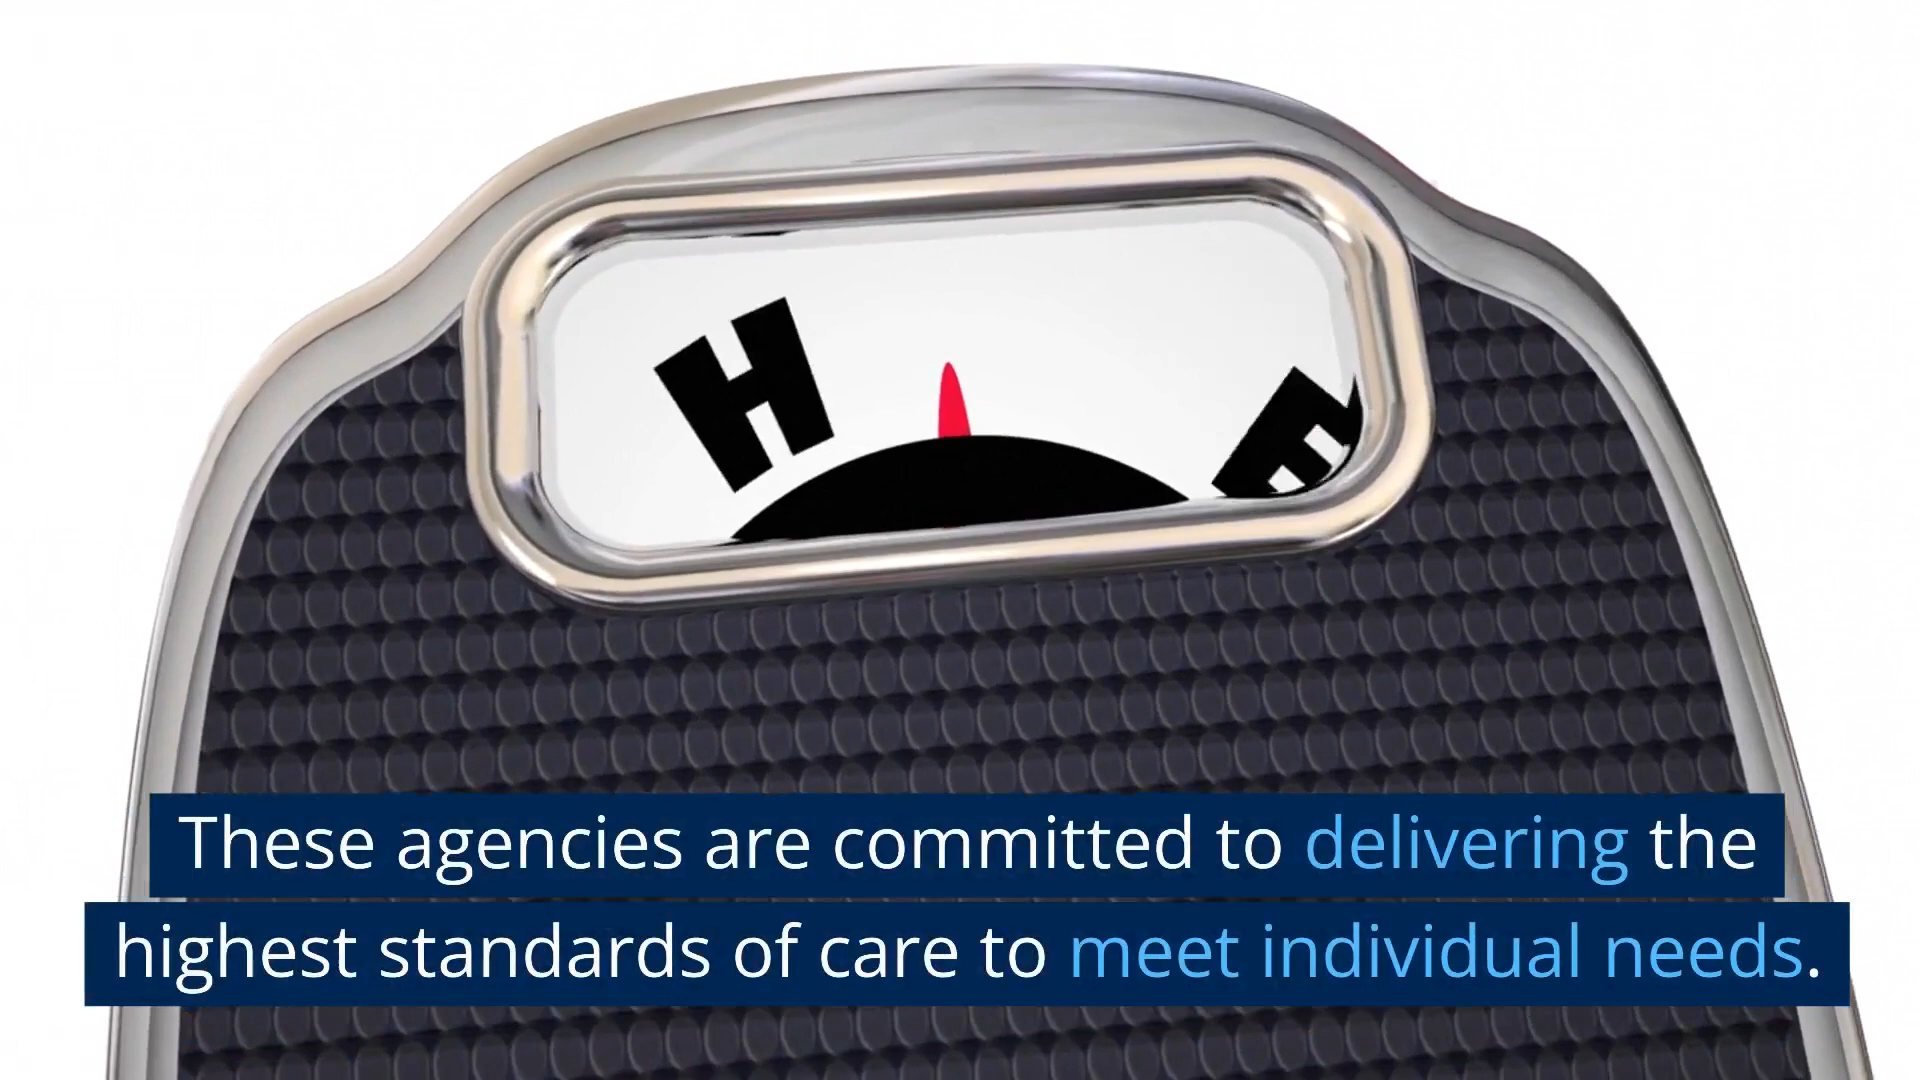 H E
These agencies are committed to delivering the
highest standards of care to meet individual needs.